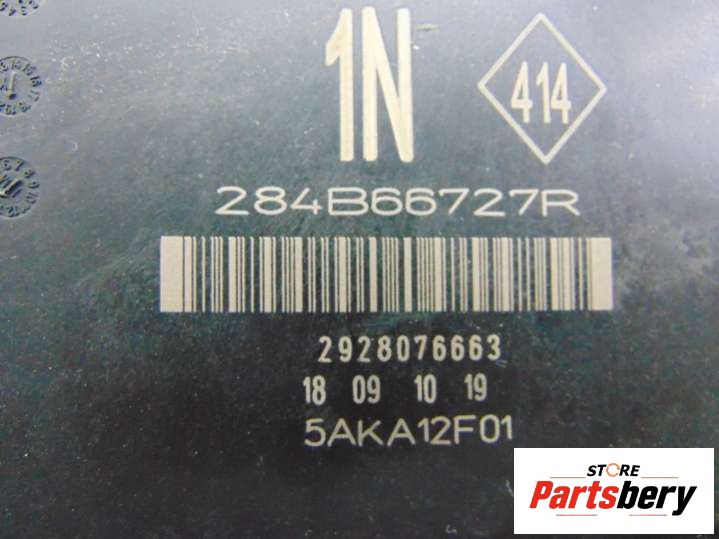 1N
414
284B66727R
2928076663
18 09 10 19
5AKA12F01
STORE
Partsbery